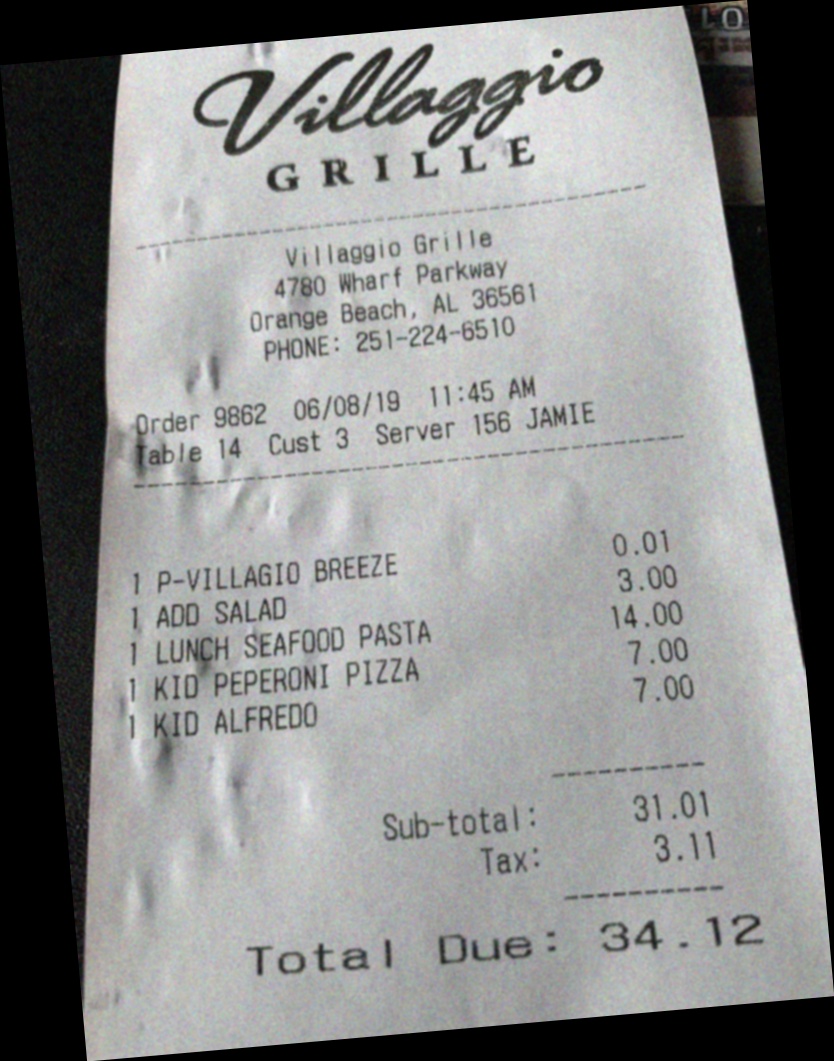 LO
Villaggio
GRILLE
Villaggio Grille
4780 Wharf Parkway
Orange Beach, AL 36561
PHONE: 251-224-6510
Order 9862 06/08/19 11:45 AM
Table 14 Cust 3 Server 156 JAMIE
1 P-VILLAGIO BREEZE 0.01
1 ADD SALAD 3.00
1 LUNCH SEAFOOD PASTA 14.00
1 KID PEPERONI PIZZA 7.00
1 KID ALFREDO 7.00
Sub-total: 31.01
Tax: 3.11
Total Due: 34.12